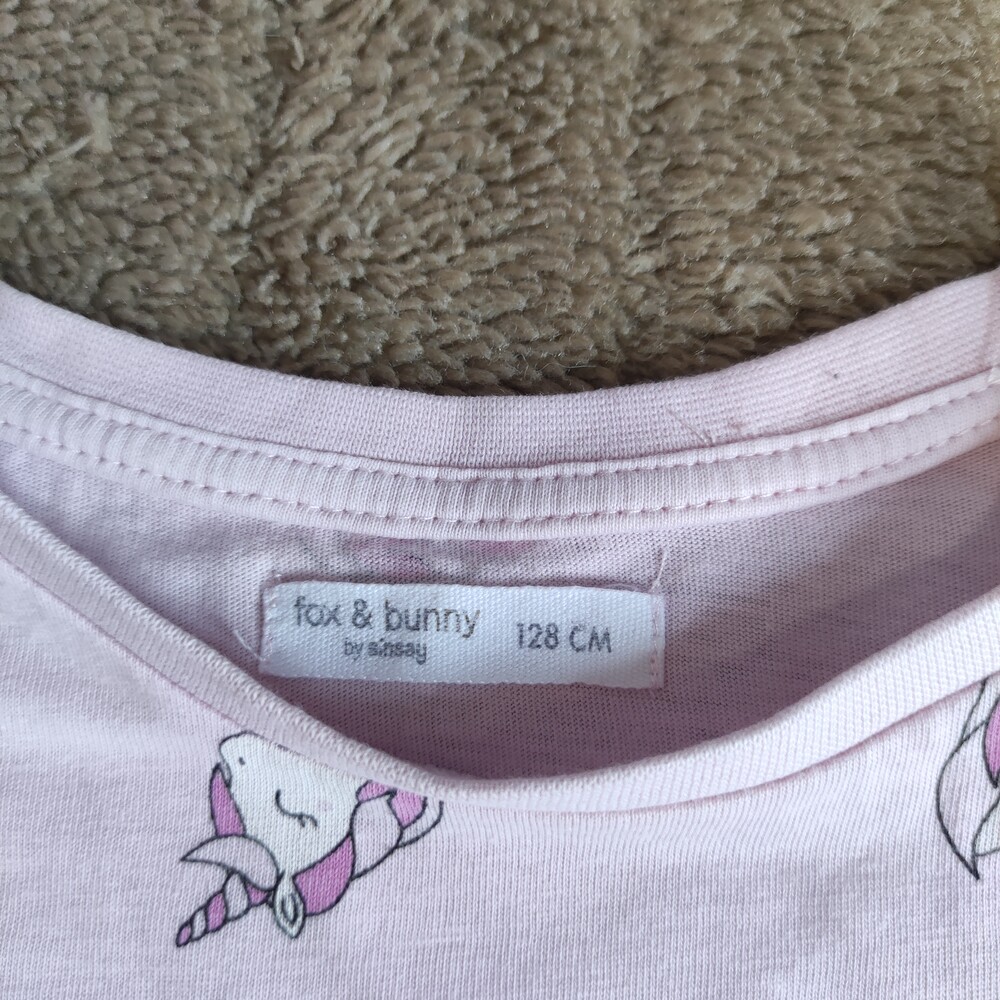 fox & bunny
by sinsay
128 CM